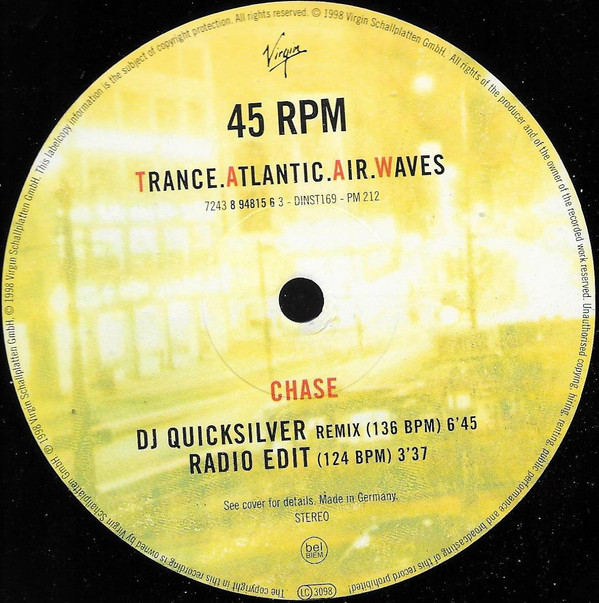 Virgin
45 RPM
TRANCE.ATLANTIC.AIR.WAVES
7243 8 94815 6 3 - DINST169 - PM 212
CHASE
DJ QUICKSILVER REMIX (136 BPM) 6'45
RADIO EDIT (124 BPM) 3'37
See cover for details. Made in Germany.
STEREO
bel
BIEM
LC 3098
℗ 1998 Virgin Schallplatten GmbH. © 1998 Virgin Schallplatten GmbH. This labelcopy information is the subject of copyright protection. All rights reserved. © 1998 Virgin Schallplatten GmbH. All rights of the producer and of the owner of the recorded work reserved. Unauthorised copying, hiring, renting, public performance and broadcasting of this record prohibited! The copyright in this recording is owned by Virgin Schallplatten GmbH